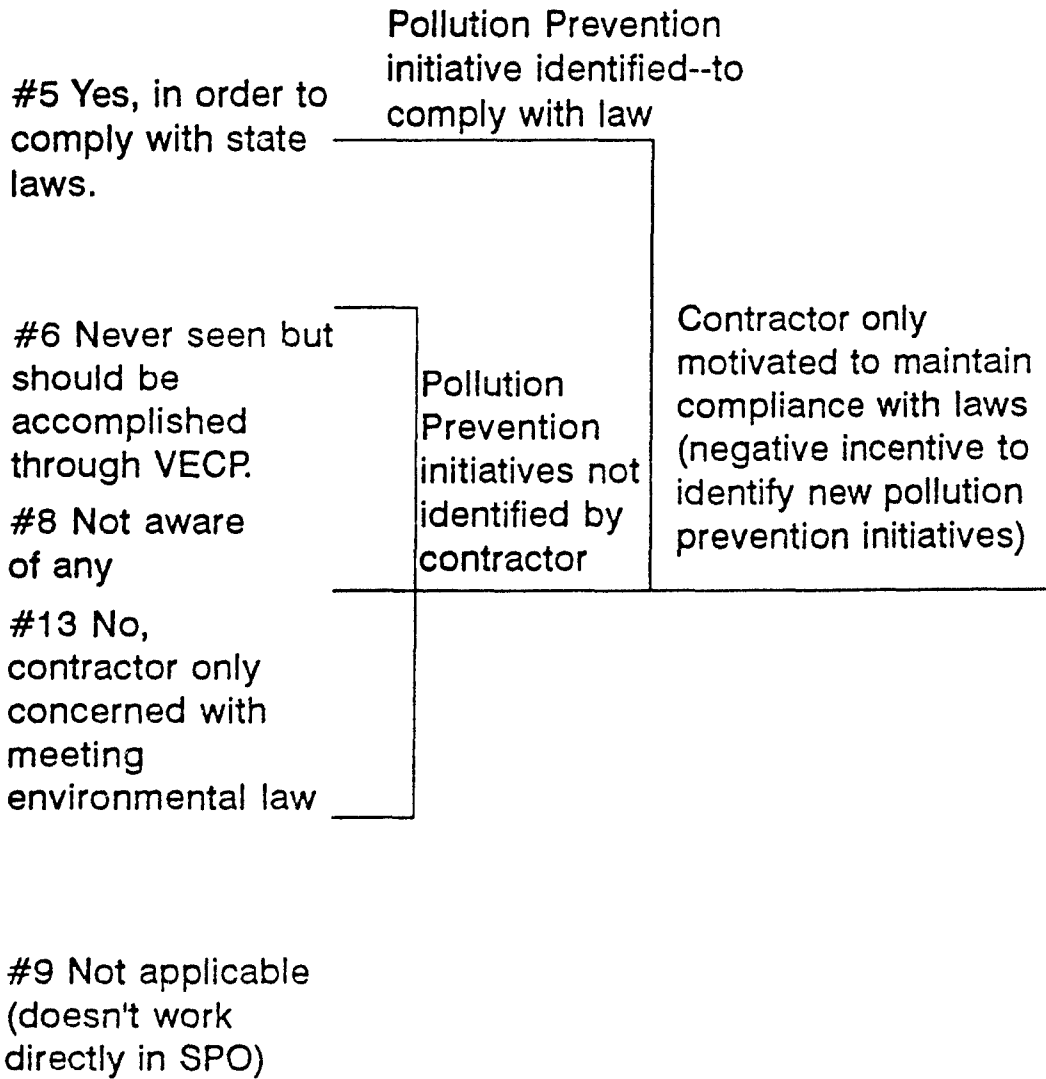 Pollution Prevention
initiative identified--to
comply with law
#5 Yes, in order to
comply with state
laws.
#6 Never seen but
should be
accomplished
through VECP.
#8 Not aware
of any
#13 No,
contractor only
concerned with
meeting
environmental law
Pollution
Prevention
initiatives not
identified by
contractor
Contractor only
motivated to maintain
compliance with laws
(negative incentive to
identify new pollution
prevention initiatives)
#9 Not applicable
(doesn't work
directly in SPO)